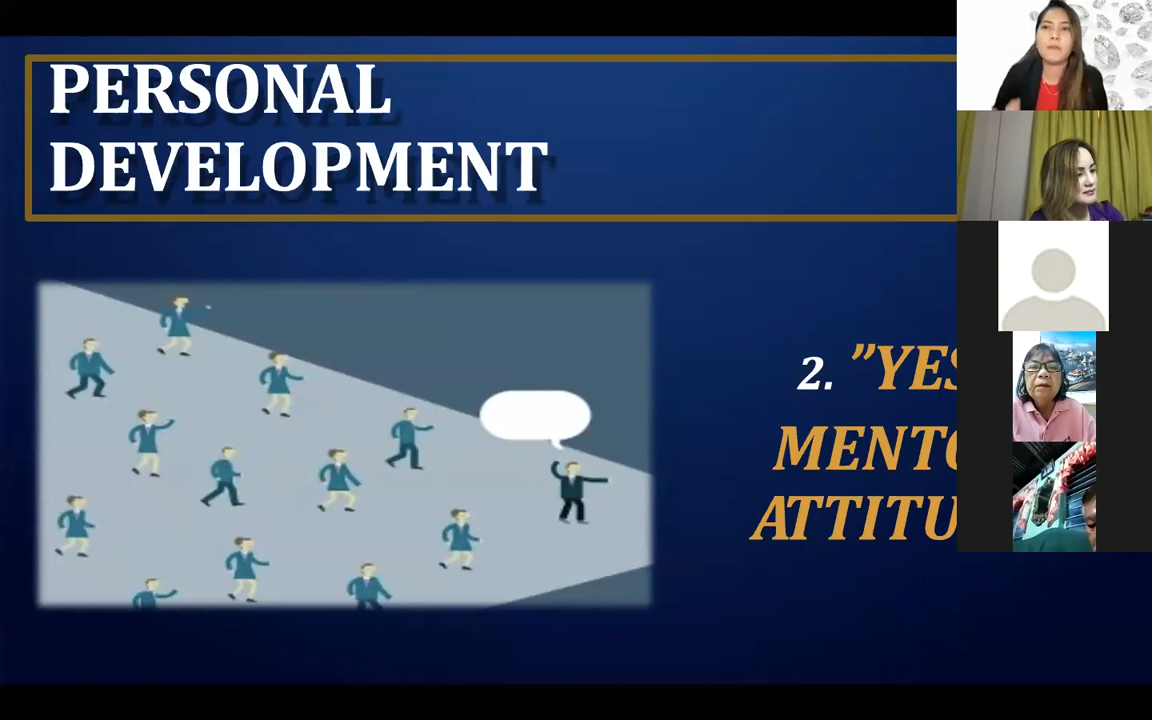 PERSONAL
DEVELOPMENT
2. ”YES
MENTO
ATTITU